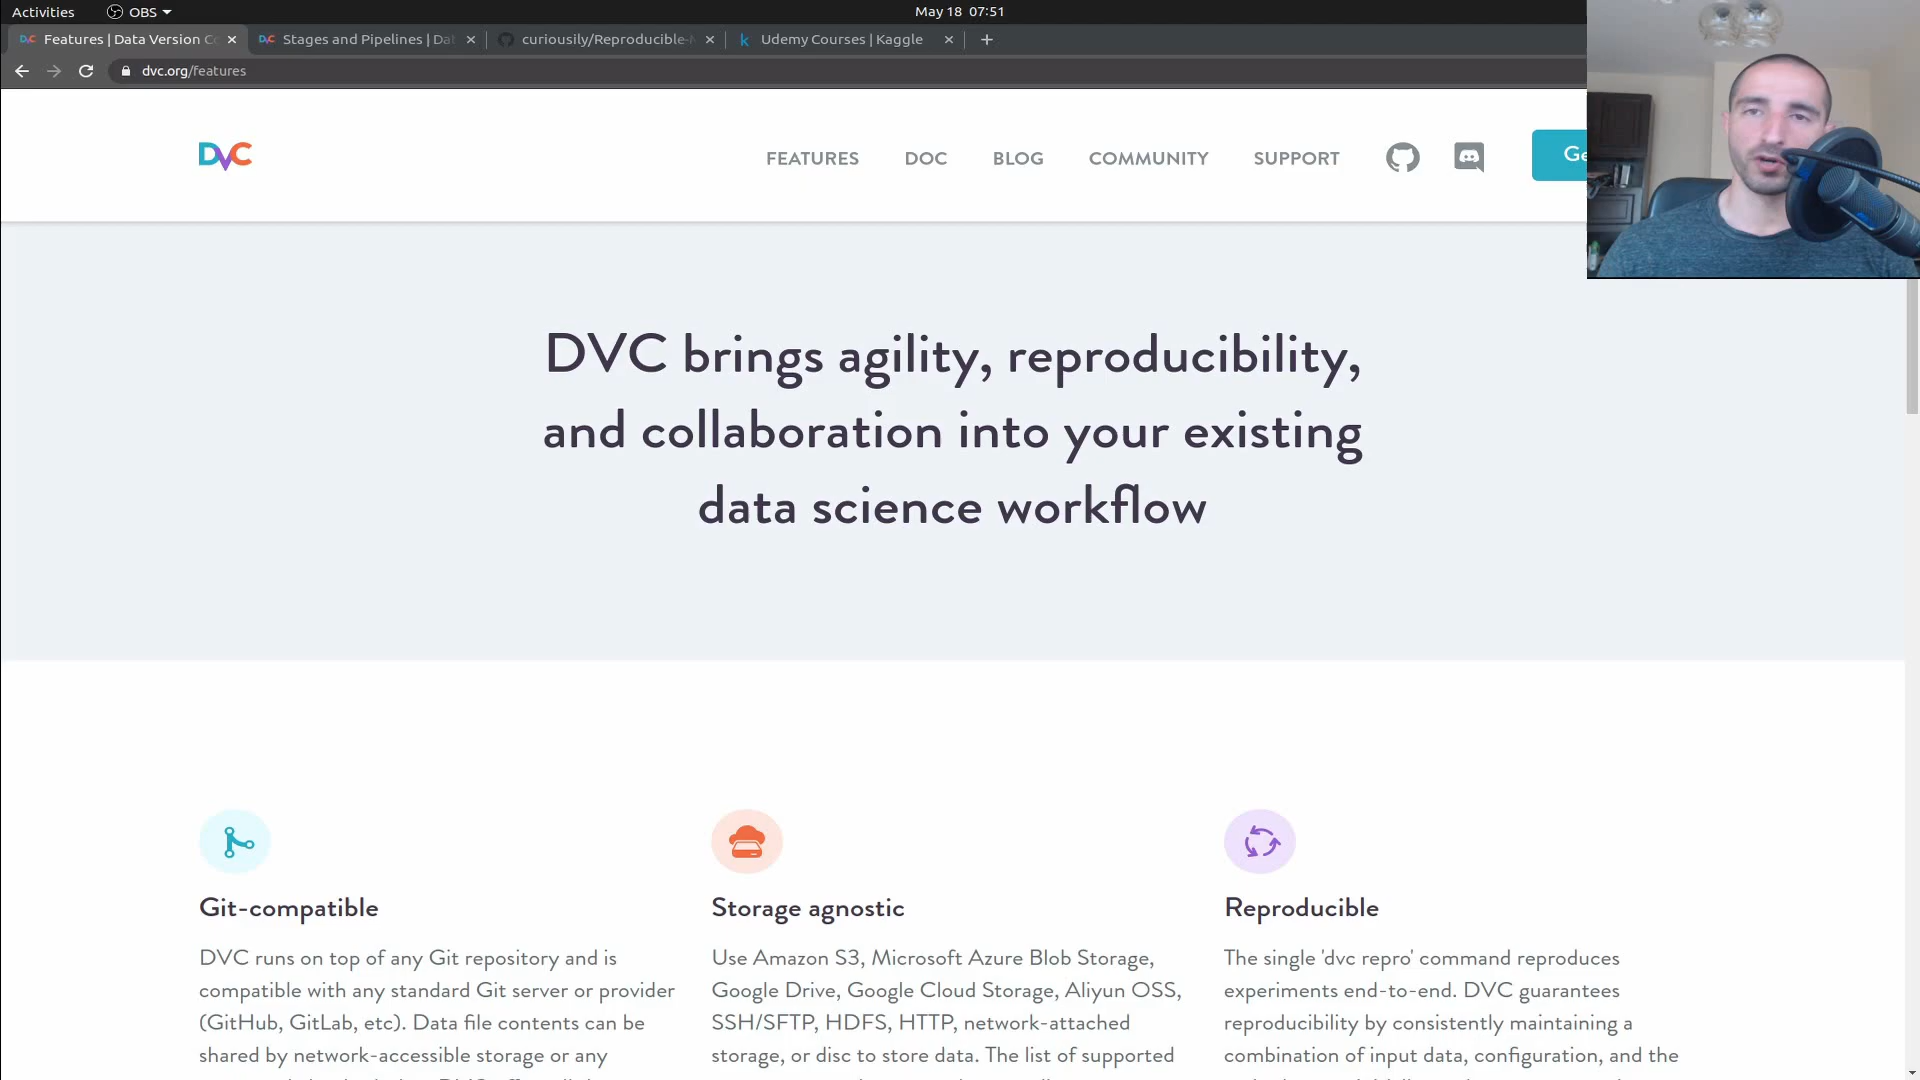 Activities
OBS
May 18 07:51
Features | Data Version Co
Stages and Pipelines | Dat
curiousily/Reproducible-
Udemy Courses | Kaggle
dvc.org/features
DVC
FEATURES
DOC
BLOG
COMMUNITY
SUPPORT
Ge
DVC brings agility, reproducibility,
and collaboration into your existing
data science workflow
Git-compatible
DVC runs on top of any Git repository and is
compatible with any standard Git server or provider
(GitHub, GitLab, etc). Data file contents can be
shared by network-accessible storage or any
Storage agnostic
Use Amazon S3, Microsoft Azure Blob Storage,
Google Drive, Google Cloud Storage, Aliyun OSS,
SSH/SFTP, HDFS, HTTP, network-attached
storage, or disc to store data. The list of supported
Reproducible
The single 'dvc repro' command reproduces
experiments end-to-end. DVC guarantees
reproducibility by consistently maintaining a
combination of input data, configuration, and the